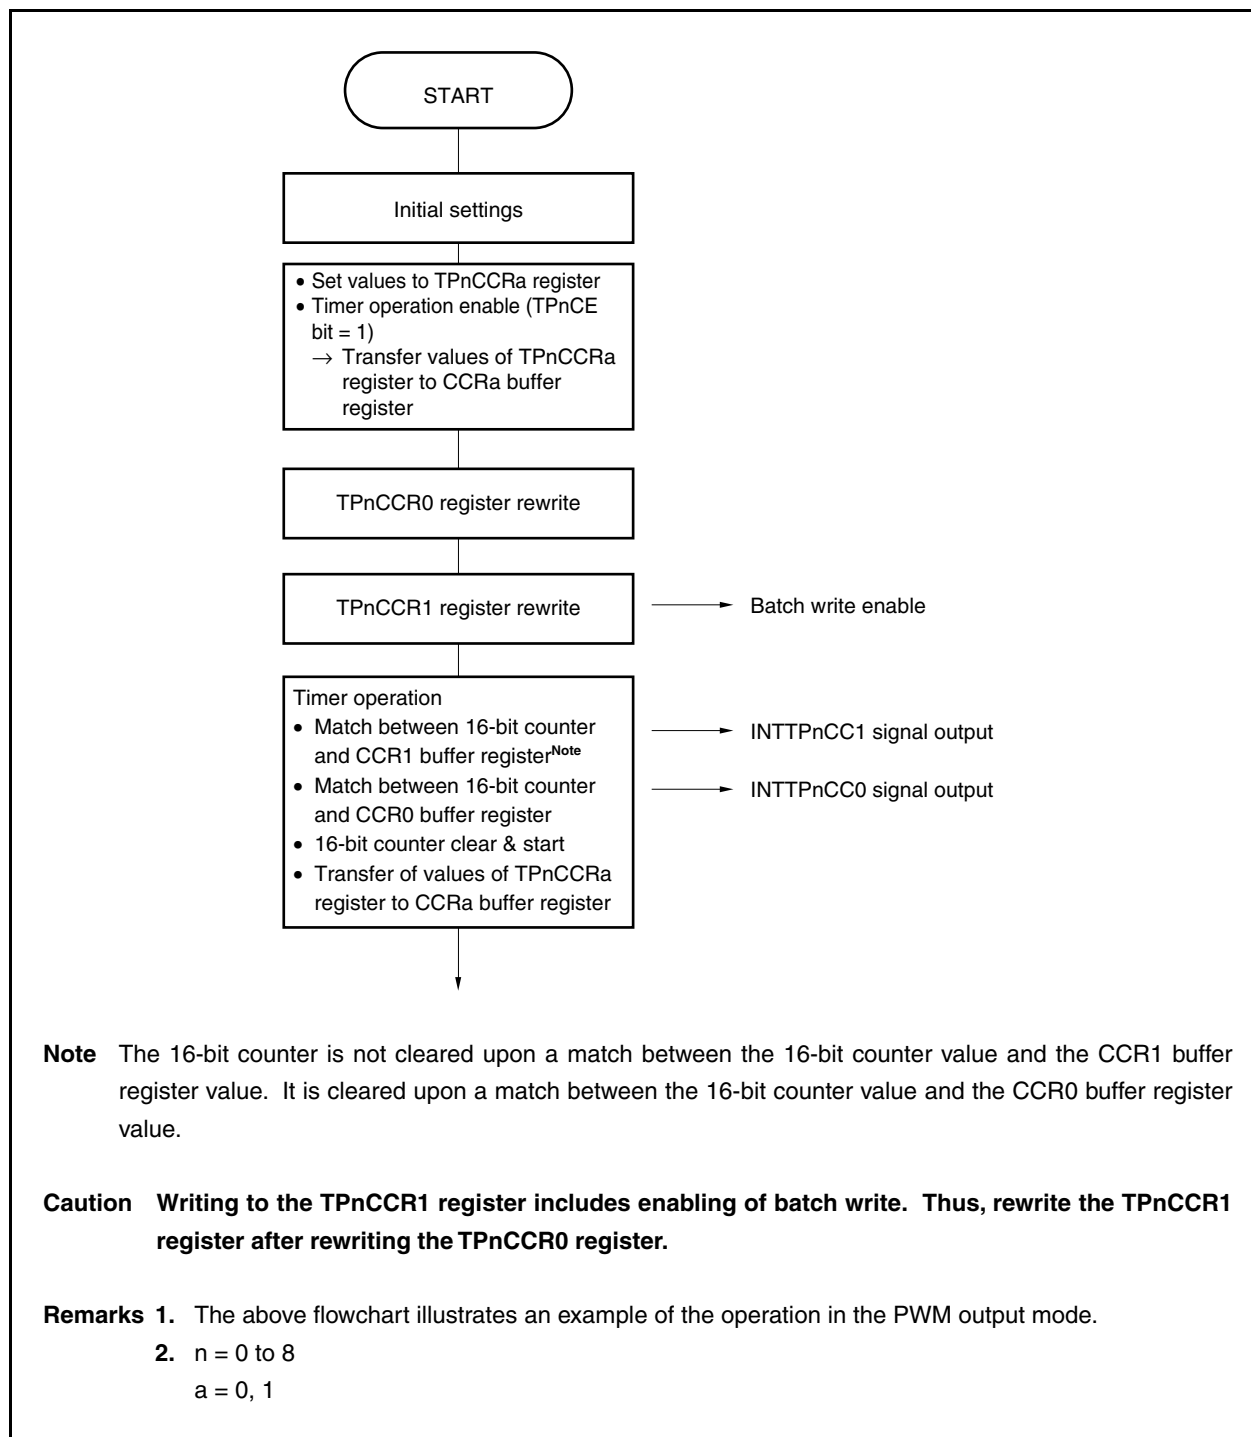 START
Initial settings
• Set values to TPnCCRa register
• Timer operation enable (TPnCE
bit = 1)
→ Transfer values of TPnCCRa
register to CCRa buffer
register
TPnCCR0 register rewrite
TPnCCR1 register rewrite
Batch write enable
Timer operation
• Match between 16-bit counter
and CCR1 buffer registerNote
INTTPnCC1 signal output
• Match between 16-bit counter
and CCR0 buffer register
INTTPnCC0 signal output
• 16-bit counter clear & start
• Transfer of values of TPnCCRa
register to CCRa buffer register
Note The 16-bit counter is not cleared upon a match between the 16-bit counter value and the CCR1 buffer
register value. It is cleared upon a match between the 16-bit counter value and the CCR0 buffer register
value.
Caution Writing to the TPnCCR1 register includes enabling of batch write. Thus, rewrite the TPnCCR1
register after rewriting the TPnCCR0 register.
Remarks 1. The above flowchart illustrates an example of the operation in the PWM output mode.
2. n = 0 to 8
a = 0, 1